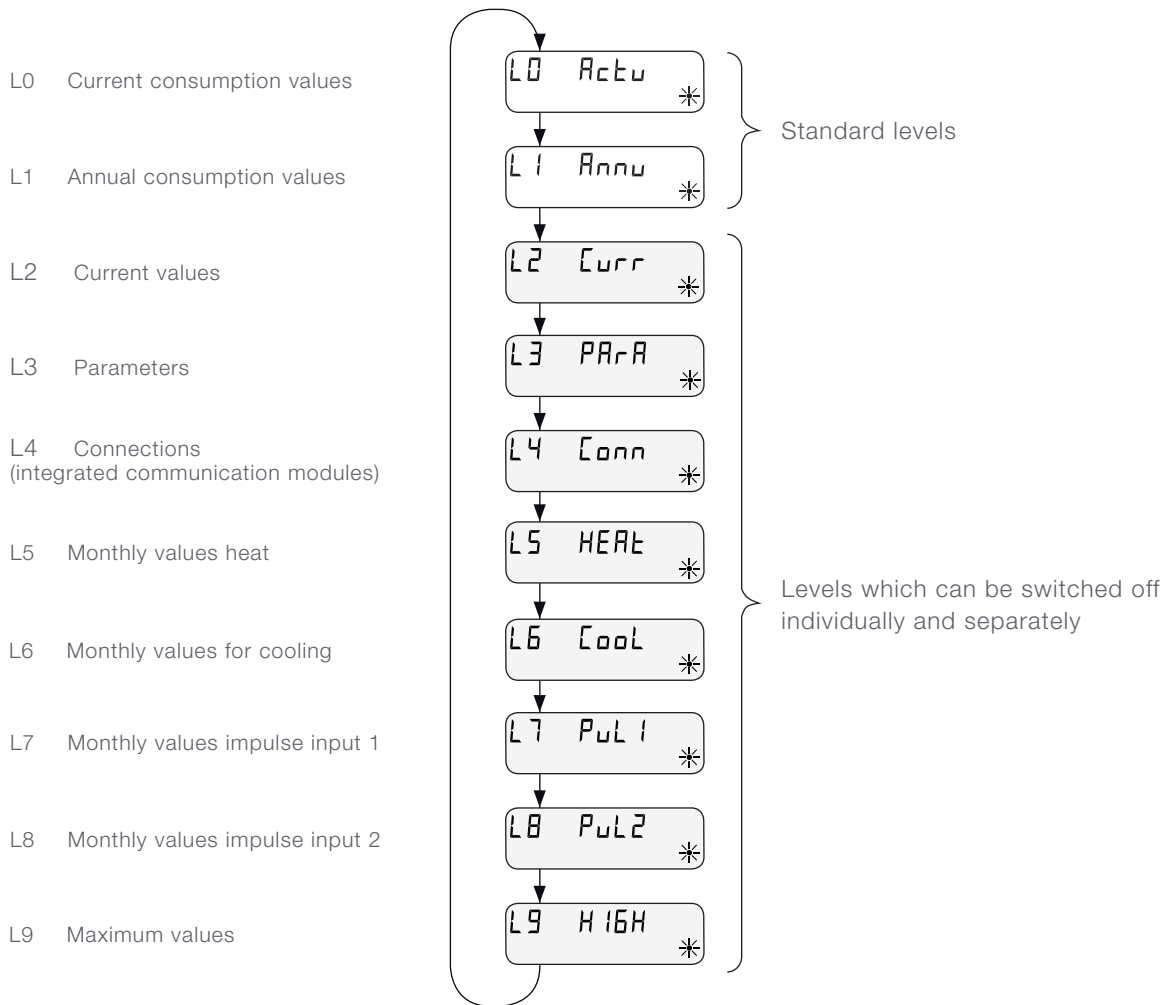 L0 Current consumption values
L0 Actu
Standard levels
L1 Annual consumption values
L1 Annu
L2 Current values
L2 Curr
L3 Parameters
L3 PArA
L4 Connections
(integrated communication modules)
L4 Conn
L5 Monthly values heat
L5 HEAt
Levels which can be switched off
individually and separately
L6 Monthly values for cooling
L6 CooL
L7 Monthly values impulse input 1
L7 PuL1
L8 Monthly values impulse input 2
L8 PuL2
L9 Maximum values
L9 HIGH